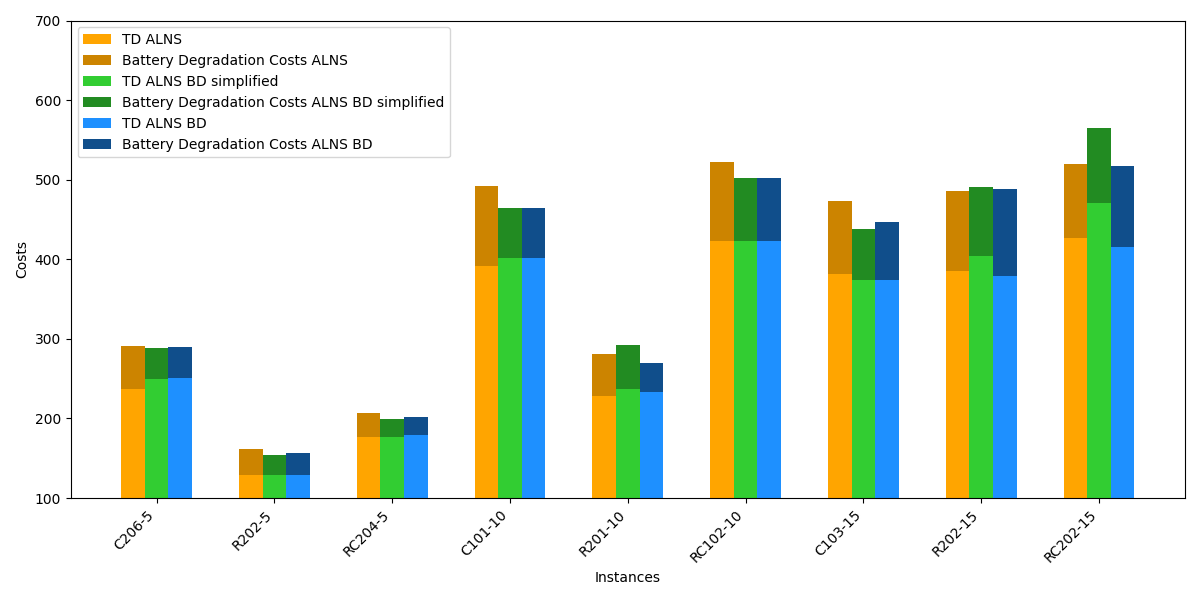 700
600
500
400
300
200
100
Costs
TD ALNS
Battery Degradation Costs ALNS
TD ALNS BD simplified
Battery Degradation Costs ALNS BD simplified
TD ALNS BD
Battery Degradation Costs ALNS BD
C206-5
R202-5
RC204-5
C101-10
R201-10
RC102-10
C103-15
R202-15
RC202-15
Instances